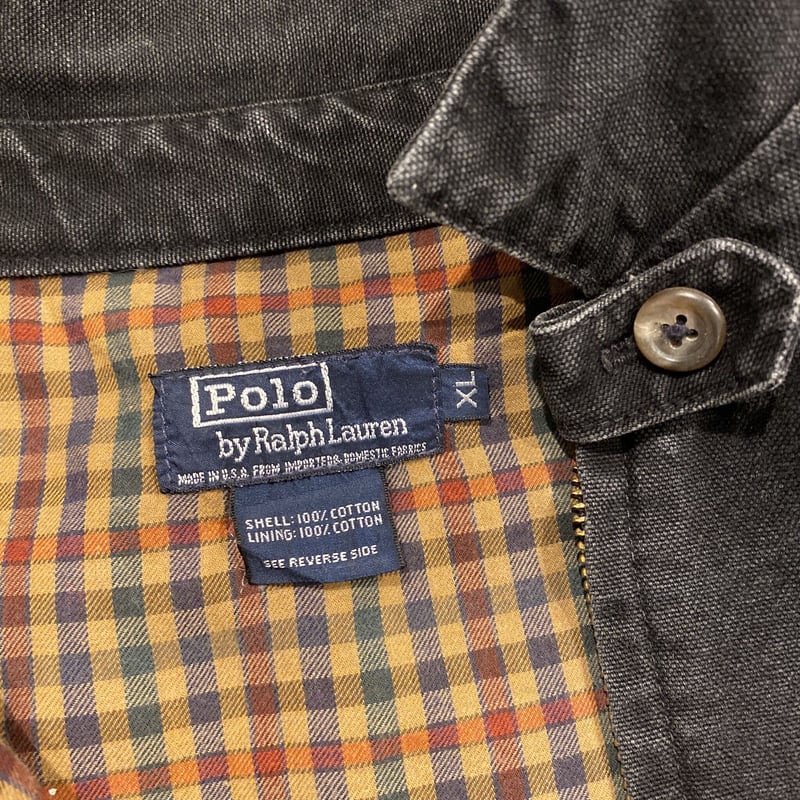 Polo
by Ralph Lauren
XL
MADE IN U.S.A. FROM IMPORTED & DOMESTIC FABRICS
SHELL: 100% COTTON
LINING: 100% COTTON
SEE REVERSE SIDE